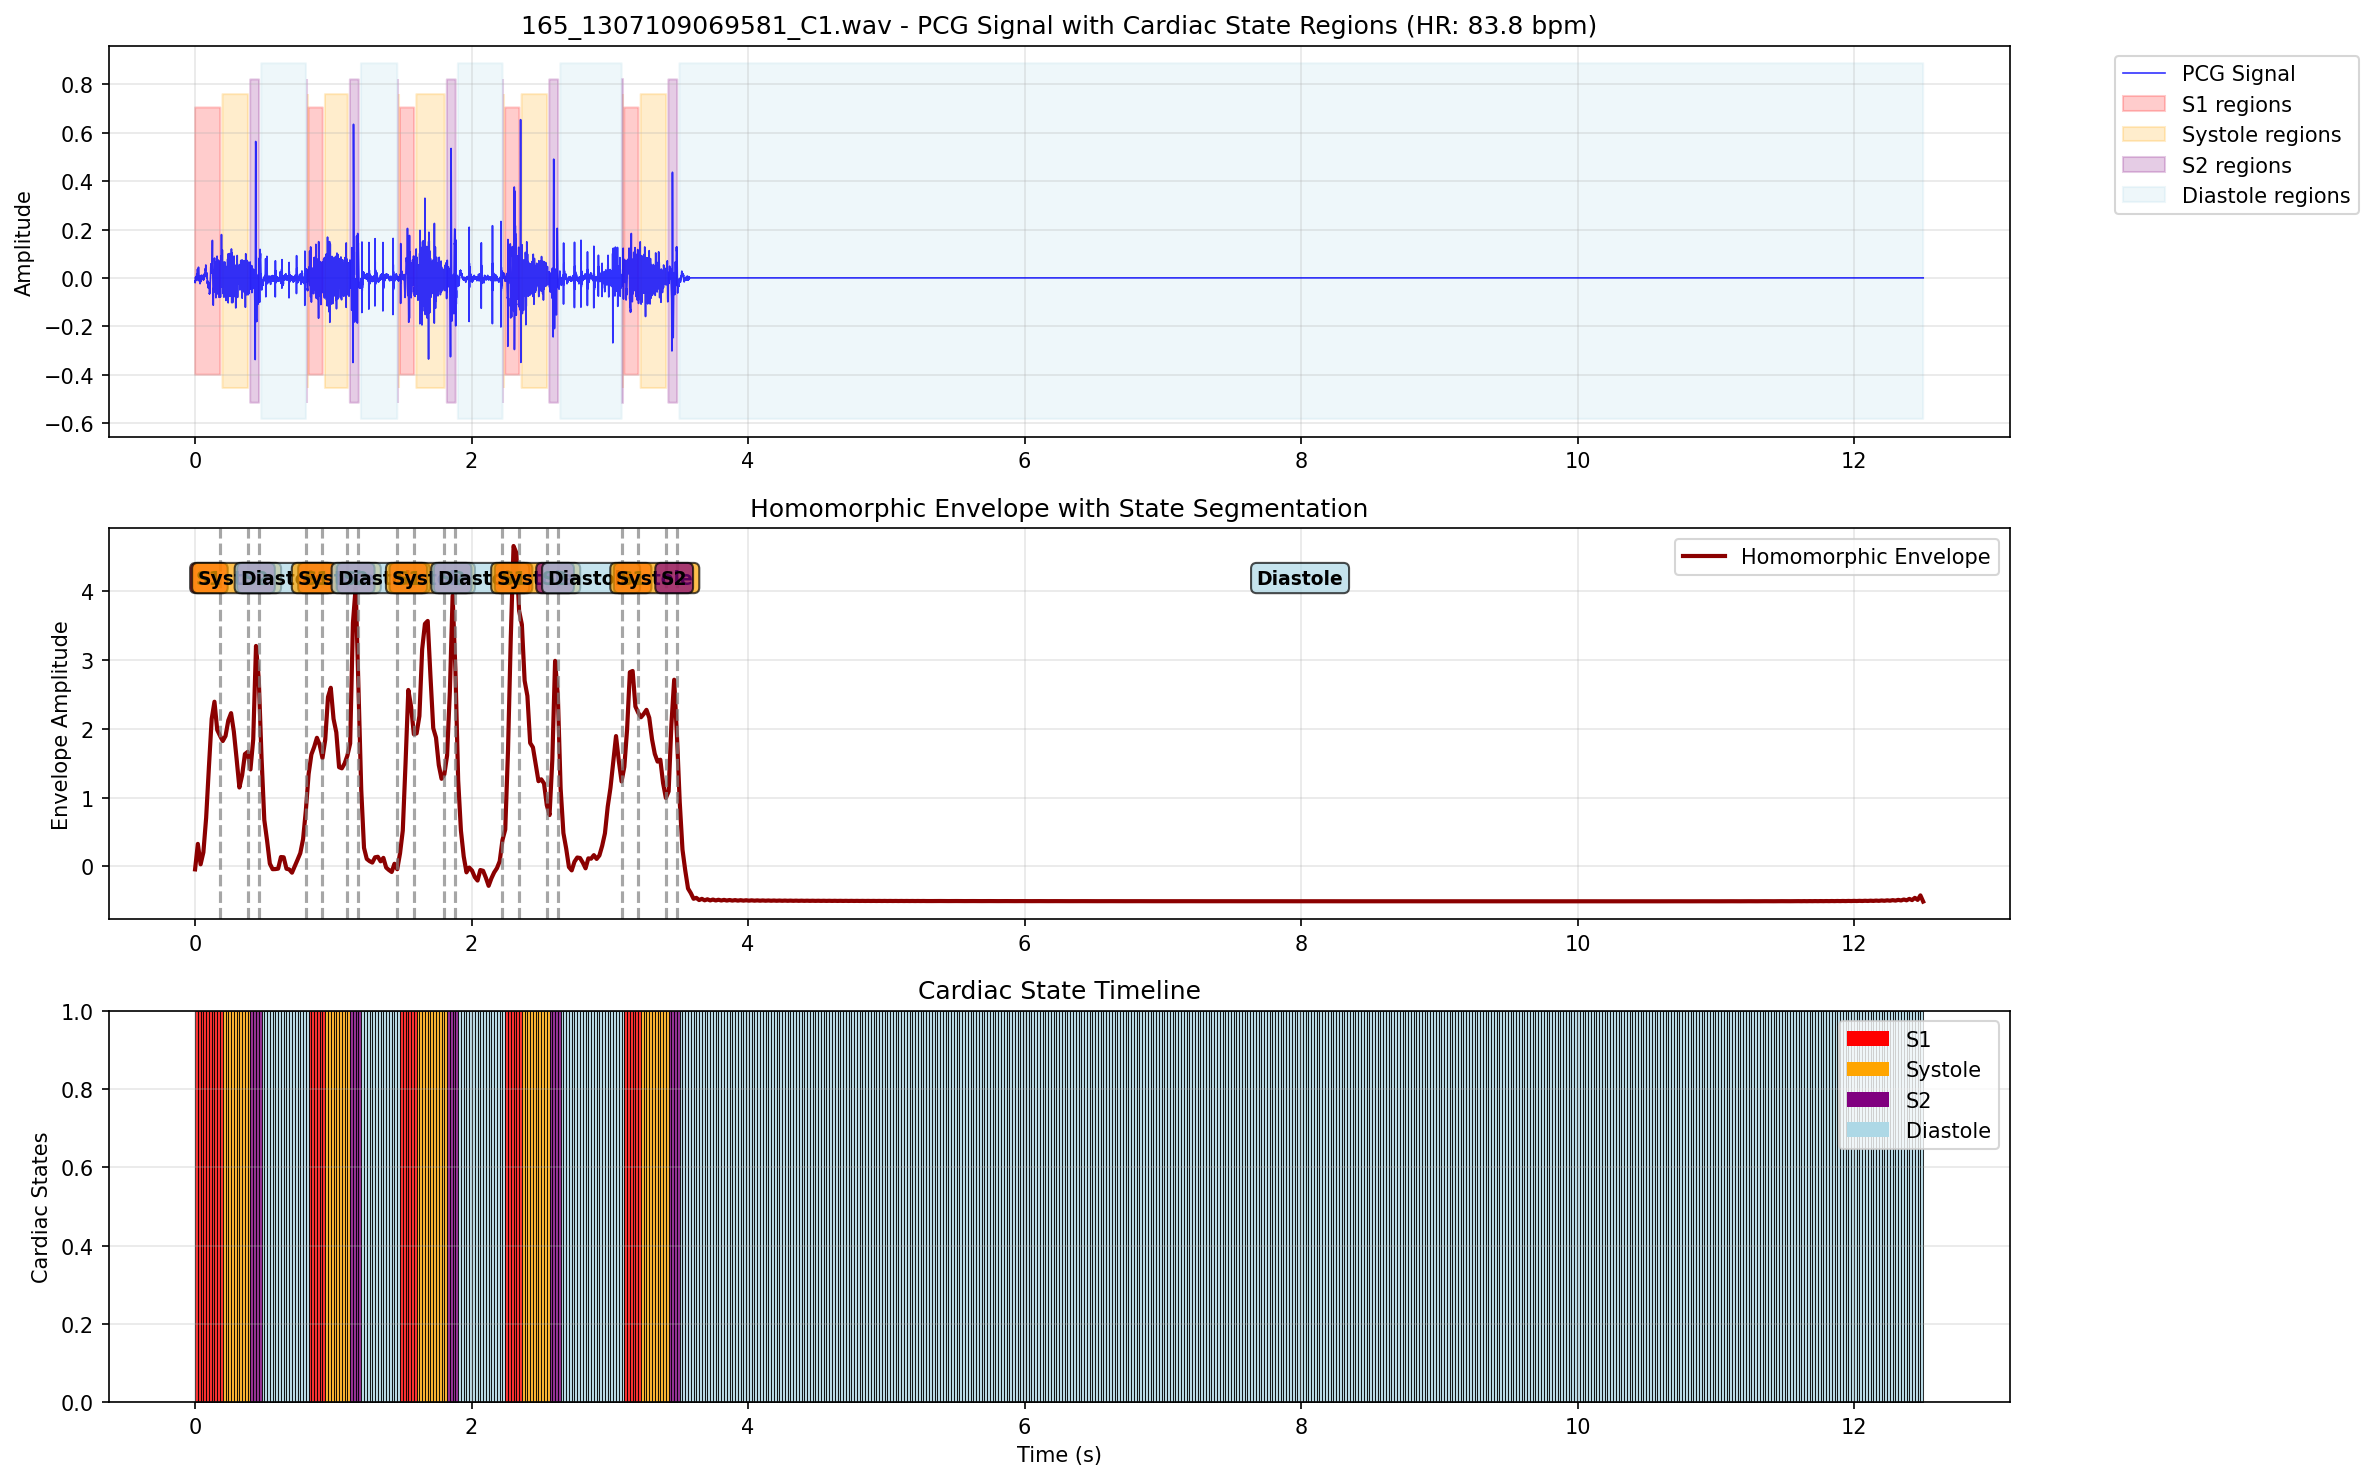 165_1307109069581_C1.wav - PCG Signal with Cardiac State Regions (HR: 83.8 bpm)
Amplitude
0.8
0.6
0.4
0.2
0.0
−0.2
−0.4
−0.6
0 2 4 6 8 10 12
PCG Signal
S1 regions
Systole regions
S2 regions
Diastole regions
Homomorphic Envelope with State Segmentation
Envelope Amplitude
4
3
2
1
0
Sys Diast Sys Diast Syst Diast Syst Diasto Syst S2 Diastole
Homomorphic Envelope
0 2 4 6 8 10 12
Cardiac State Timeline
Cardiac States
1.0
0.8
0.6
0.4
0.2
0.0
S1
Systole
S2
Diastole
0 2 4 6 8 10 12
Time (s)